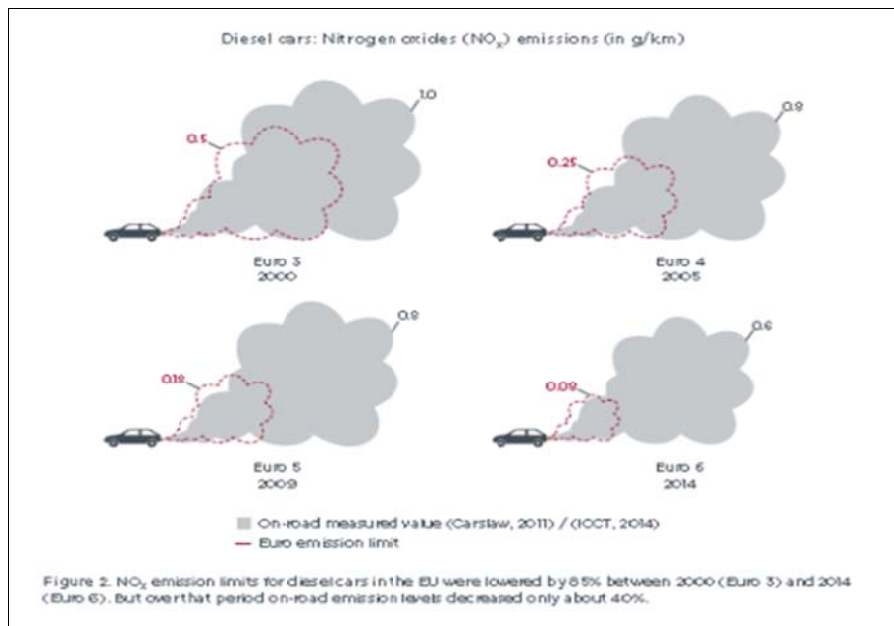 Diesel cars: Nitrogen oxides (NOx) emissions (in g/km)
1.0
0.5
Euro 3
2000
0.8
0.25
Euro 4
2005
0.8
0.18
Euro 5
2009
0.6
0.08
Euro 6
2014
On-road measured value (Carslaw, 2011) / (ICCT, 2014)
Euro emission limit
Figure 2. NOx emission limits for diesel cars in the EU were lowered by 85% between 2000 (Euro 3) and 2014
(Euro 6). But over that period on-road emission levels decreased only about 40%.